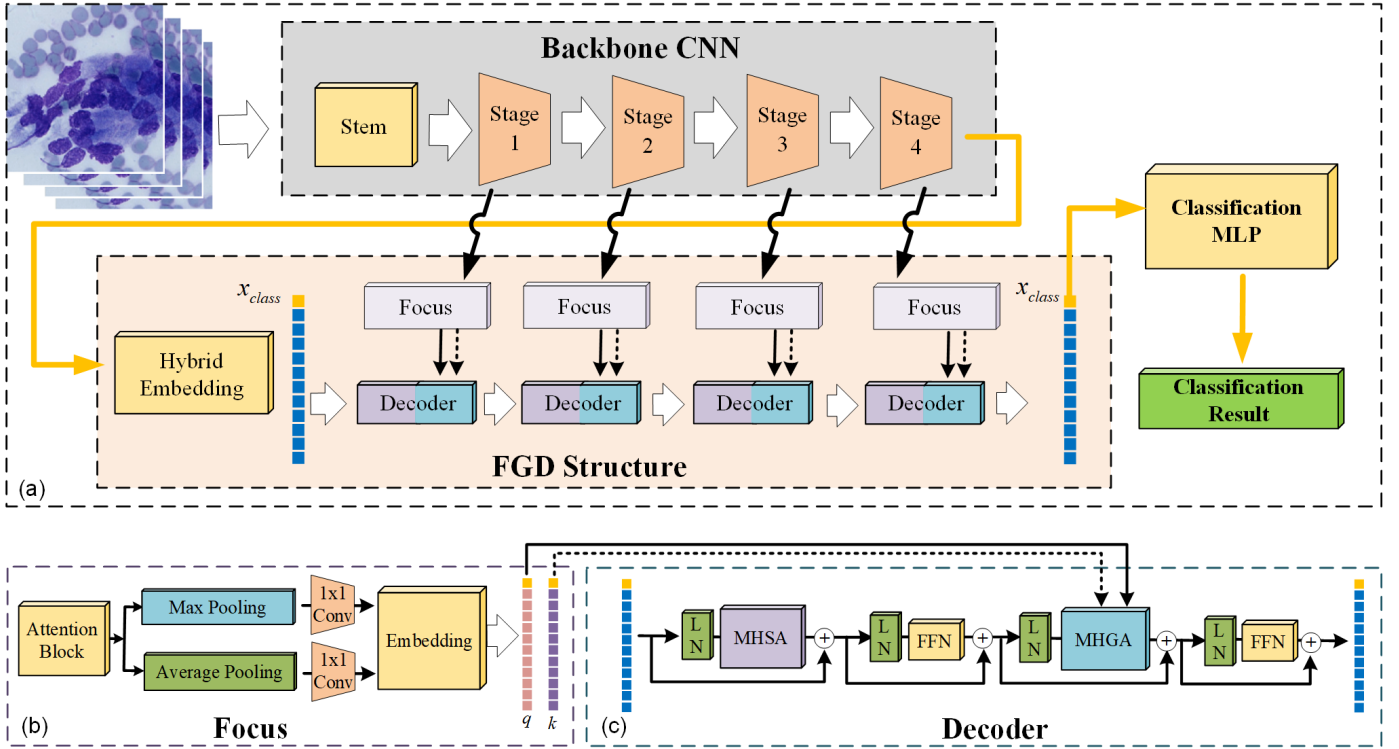 Backbone CNN
Stem
Stage
1
Stage
2
Stage
3
Stage
4
Classification
MLP
Classification
Result
x_class
Hybrid
Embedding
Focus
Focus
Focus
Focus
x_class
Decoder
Decoder
Decoder
Decoder
FGD Structure
(a)
Attention
Block
Max Pooling
Average Pooling
1x1
Conv
1x1
Conv
Embedding
q
k
(b)
Focus
L
N
MHSA
+
L
N
FFN
+
L
N
MHGA
+
L
N
FFN
+
(c)
Decoder